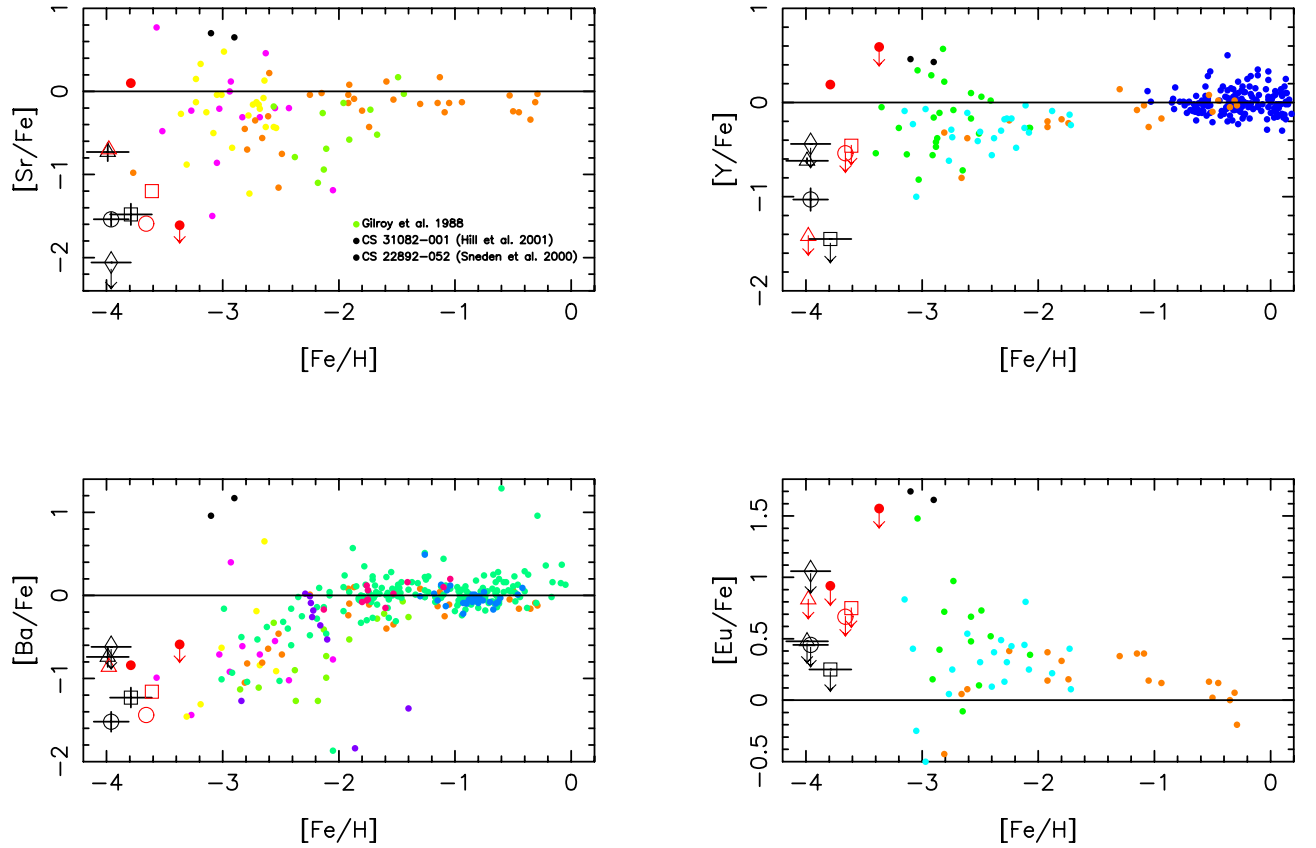 1
0
−1
−2
[Sr/Fe]
Gilroy et al. 1988
CS 31082−001 (Hill et al. 2001)
CS 22892−052 (Sneden et al. 2000)
−4 −3 −2 −1 0
[Fe/H]
1
0
−1
−2
[Y/Fe]
−4 −3 −2 −1 0
[Fe/H]
1
0
−1
−2
[Ba/Fe]
−4 −3 −2 −1 0
[Fe/H]
1.5
1
0.5
0
−0.5
[Eu/Fe]
−4 −3 −2 −1 0
[Fe/H]